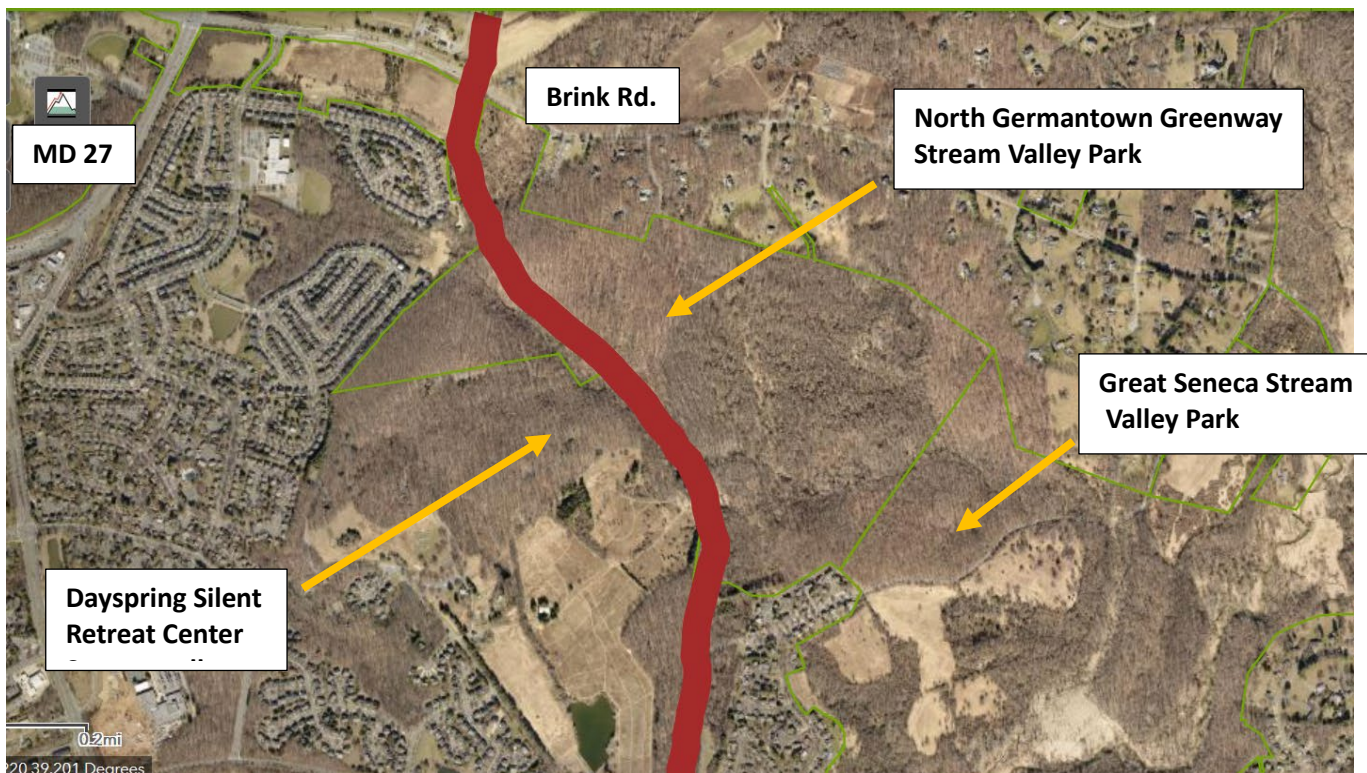 Brink Rd.
North Germantown Greenway
Stream Valley Park
MD 27
Great Seneca Stream
Valley Park
Dayspring Silent
Retreat Center
0.2mi
39.201 Degrees